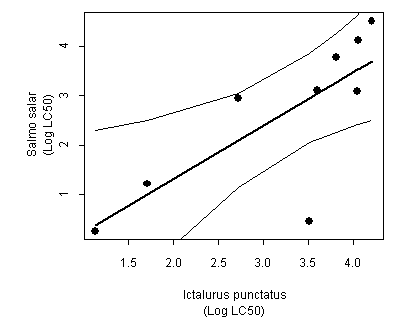 4
3
2
1
Salmo salar
(Log LC50)
1.5 2.0 2.5 3.0 3.5 4.0
Ictalurus punctatus
(Log LC50)